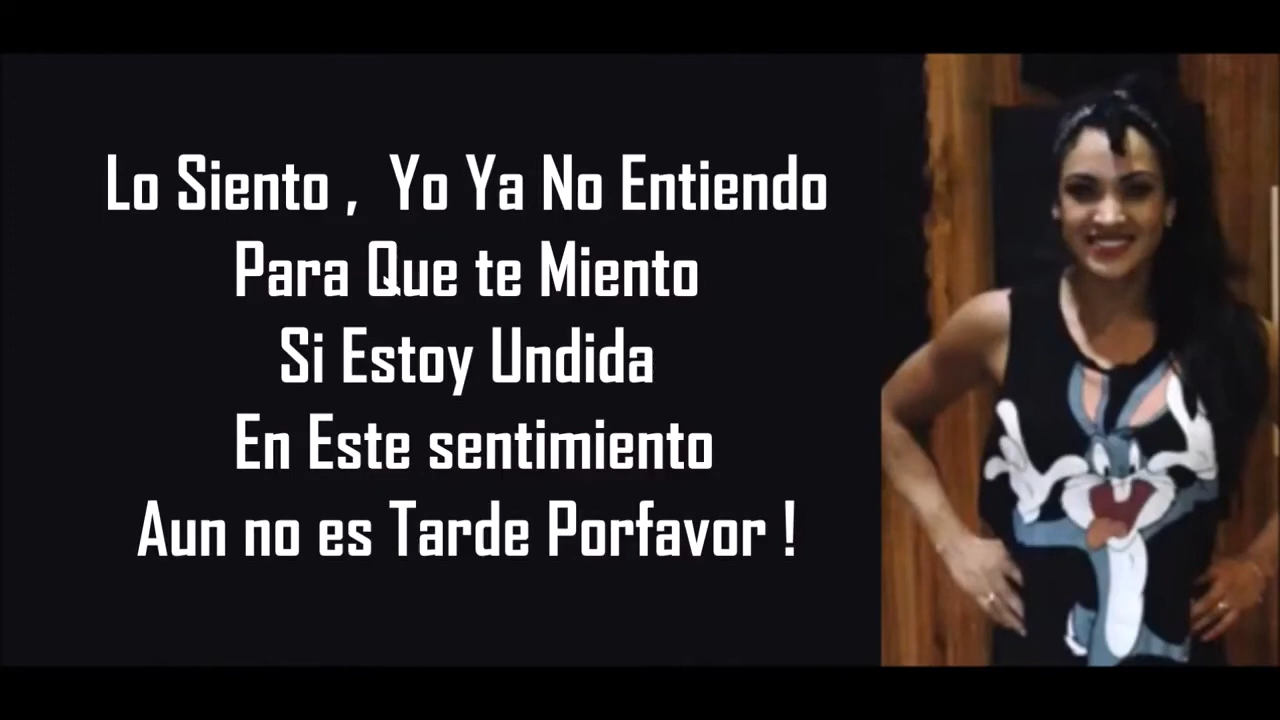 Lo Siento , Yo Ya No Entiendo
Para Que te Miento
Si Estoy Undida
En Este sentimiento
Aun no es Tarde Porfavor !